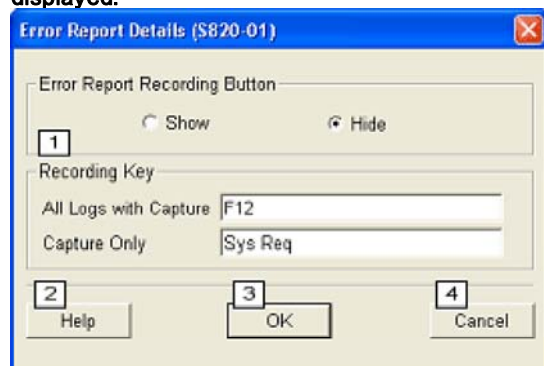 displayed.
Error Report Details (S820-01)
Error Report Recording Button
Show Hide
1
Recording Key
All Logs with Capture F12
Capture Only Sys Req
2 3 4
Help OK Cancel